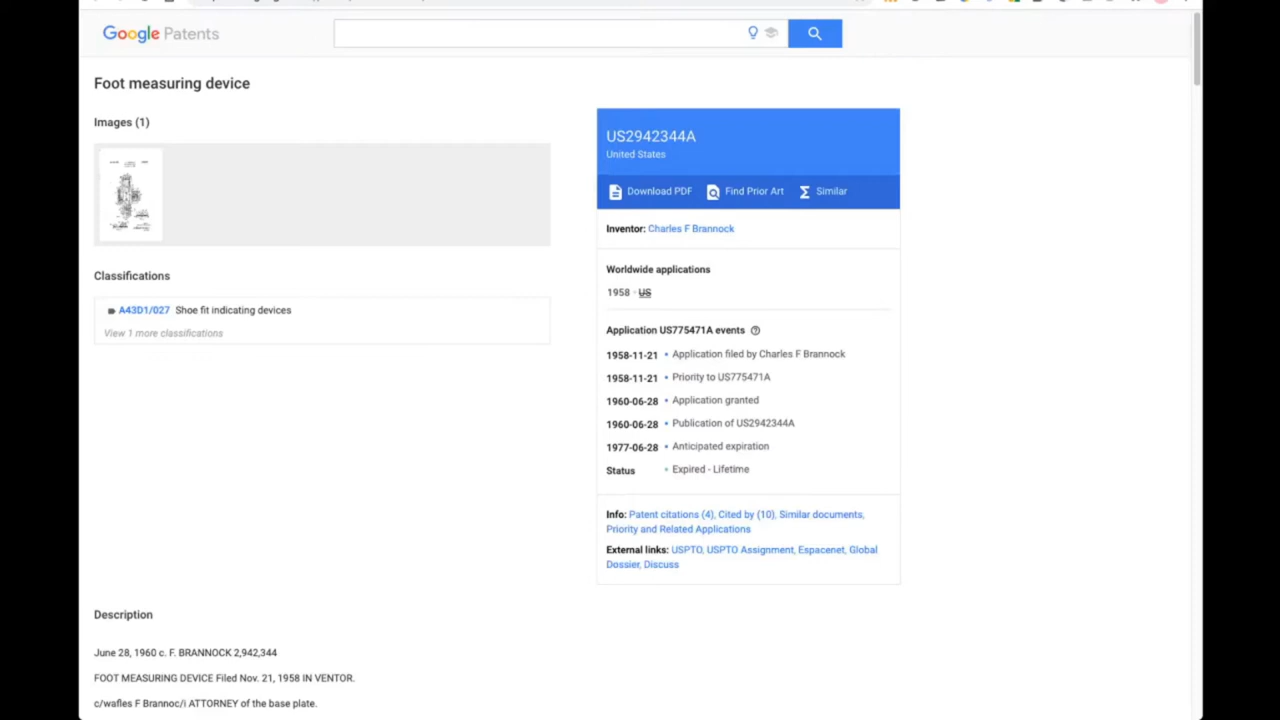 Google Patents
Foot measuring device
Images (1)
Classifications
A43D1/027 Shoe fit indicating devices
View 1 more classifications
US2942344A
United States
Download PDF Find Prior Art Similar
Inventor: Charles F Brannock
Worldwide applications
1958 · US
Application US775471A events
1958-11-21 • Application filed by Charles F Brannock
1958-11-21 • Priority to US775471A
1960-06-28 • Application granted
1960-06-28 • Publication of US2942344A
1977-06-28 • Anticipated expiration
Status • Expired - Lifetime
Info: Patent citations (4), Cited by (10), Similar documents,
Priority and Related Applications
External links: USPTO, USPTO Assignment, Espacenet, Global
Dossier, Discuss
Description
June 28, 1960 c. F. BRANNOCK 2,942,344
FOOT MEASURING DEVICE Filed Nov. 21, 1958 IN VENTOR.
c/wafles F Brannoc/i ATTORNEY of the base plate.